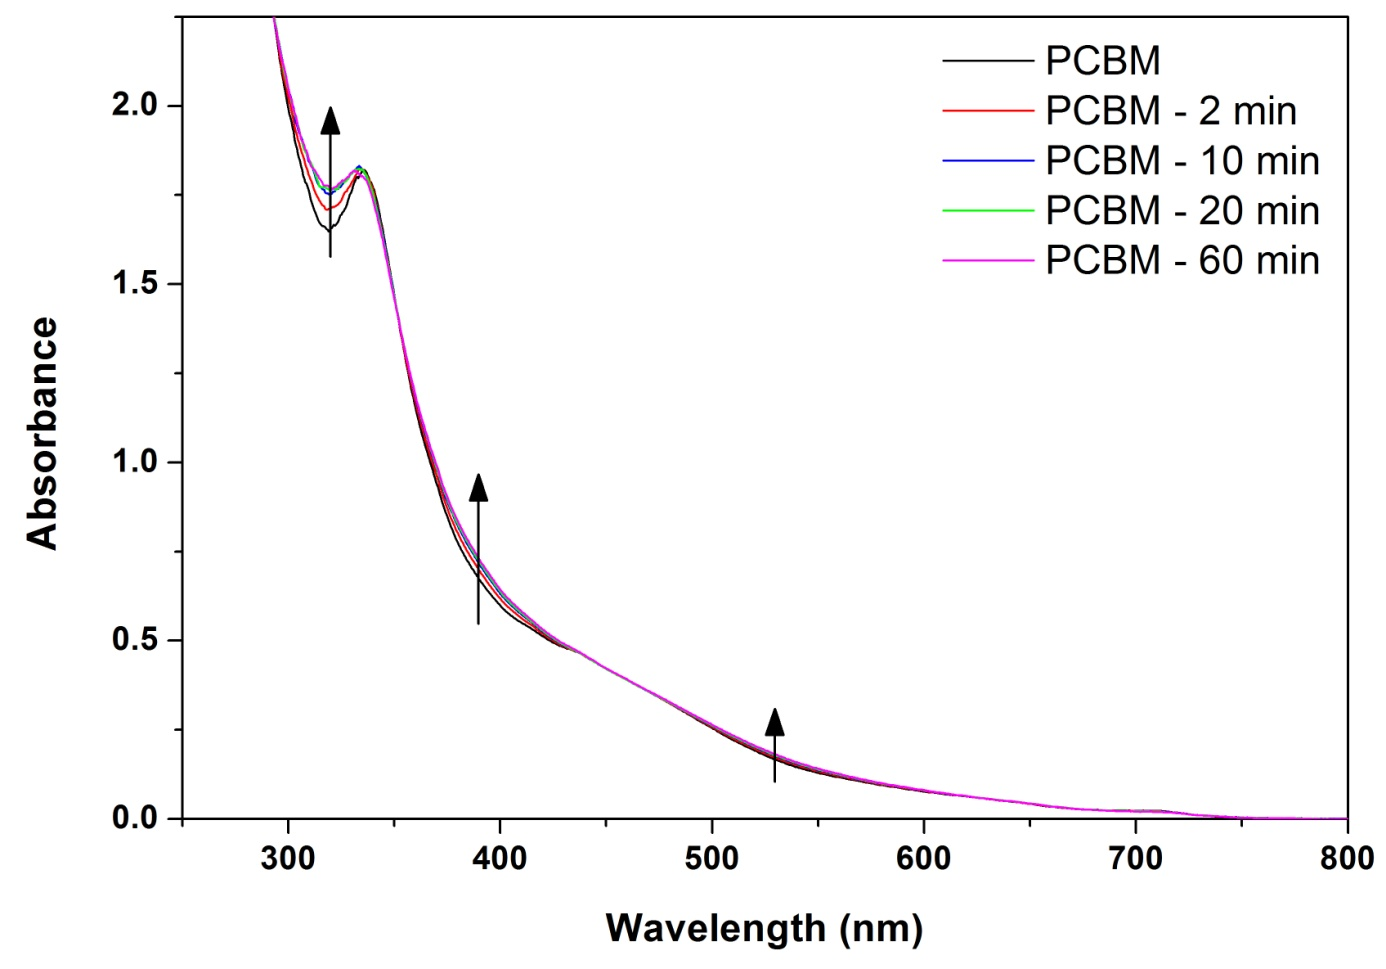 PCBM
PCBM - 2 min
PCBM - 10 min
PCBM - 20 min
PCBM - 60 min
2.0
1.5
1.0
0.5
0.0
Absorbance
300 400 500 600 700 800
Wavelength (nm)